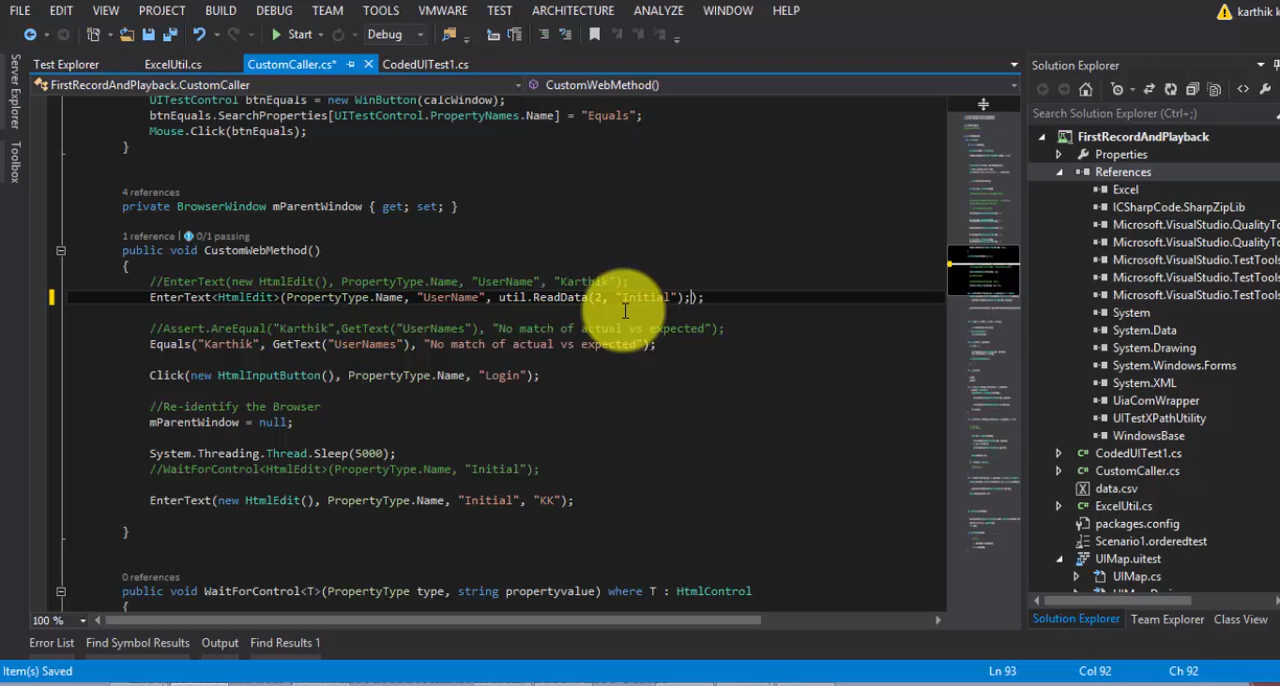 FILE EDIT VIEW PROJECT BUILD DEBUG TEAM TOOLS VMWARE TEST ARCHITECTURE ANALYZE WINDOW HELP karthik k
Start Debug
Test Explorer ExcelUtil.cs CustomCaller.cs* CodedUITest1.cs
FirstRecordAndPlayback.CustomCaller CustomWebMethod()
Server Explorer
Toolbox
UITestControl btnEquals = new WinButton(calcWindow);
btnEquals.SearchProperties[UITestControl.PropertyNames.Name] = "Equals";
Mouse.Click(btnEquals);
}
4 references
private BrowserWindow mParentWindow { get; set; }
1 reference | 0/1 passing
public void CustomWebMethod()
{
//EnterText(new HtmlEdit(), PropertyType.Name, "UserName", "Karthik");
EnterText<HtmlEdit>(PropertyType.Name, "UserName", util.ReadData(2, "Initial"););
//Assert.AreEqual("Karthik",GetText("UserNames"), "No match of actual vs expected");
Equals("Karthik", GetText("UserNames"), "No match of actual vs expected");
Click(new HtmlInputButton(), PropertyType.Name, "Login");
//Re-identify the Browser
mParentWindow = null;
System.Threading.Thread.Sleep(5000);
//WaitForControl<HtmlEdit>(PropertyType.Name, "Initial");
EnterText(new HtmlEdit(), PropertyType.Name, "Initial", "KK");
}
0 references
public void WaitForControl<T>(PropertyType type, string propertyvalue) where T : HtmlControl
{
100 %
Solution Explorer
Search Solution Explorer (Ctrl+;)
FirstRecordAndPlayback
Properties
References
Excel
ICSharpCode.SharpZipLib
Microsoft.VisualStudio.QualityTo
Microsoft.VisualStudio.QualityTo
Microsoft.VisualStudio.TestTools
Microsoft.VisualStudio.TestTools
Microsoft.VisualStudio.TestTools
System
System.Data
System.Drawing
System.Windows.Forms
System.XML
UiaComWrapper
UITestXPathUtility
WindowsBase
CodedUITest1.cs
CustomCaller.cs
data.csv
ExcelUtil.cs
packages.config
Scenario1.orderedtest
UIMap.uitest
UIMap.cs
Solution Explorer Team Explorer Class View
Error List Find Symbol Results Output Find Results 1
Item(s) Saved Ln 93 Col 92 Ch 92